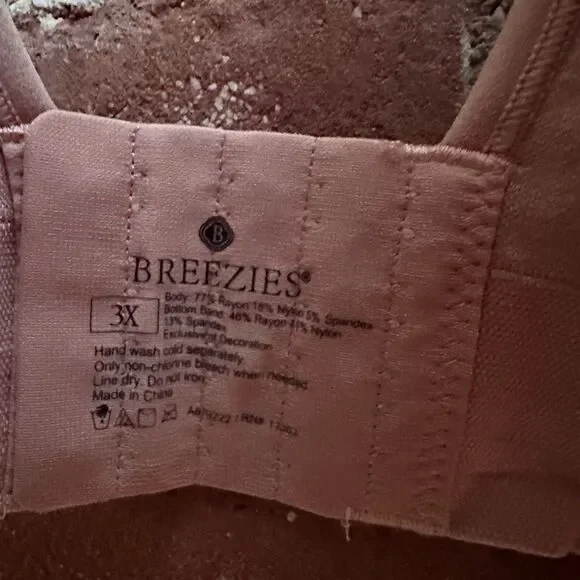 B
BREEZIES®
3X
Body: 77% Rayon 18% Nylon 5% Spandex
Bottom Band: 46% Rayon 41% Nylon
13% Spandex
Exclusive of Decoration
Hand wash cold separately.
Only non-chlorine bleach when needed
Line dry. Do not iron.
Made in China